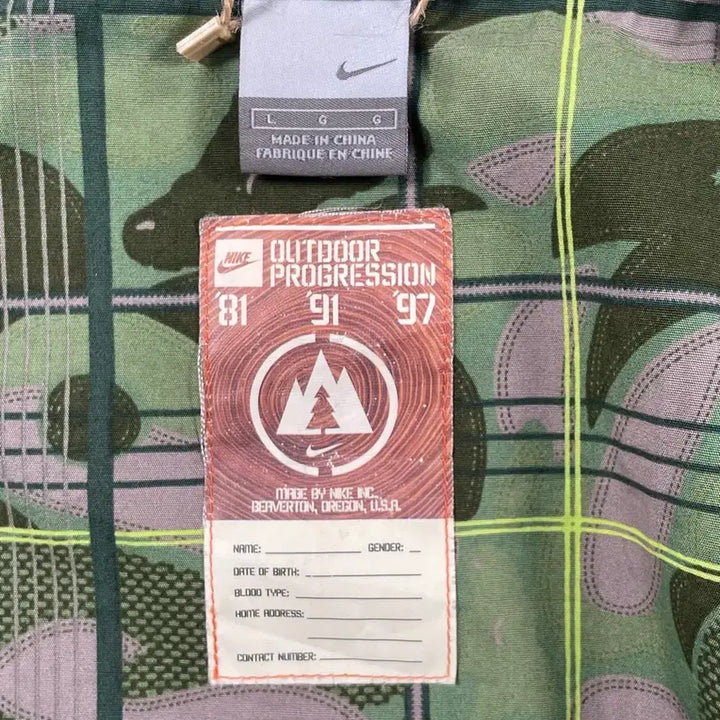 L G G
MADE IN CHINA
FABRIQUE EN CHINE
NIKE
OUTDOOR
PROGRESSION
'81 '91 '97
MADE BY NIKE INC.
BEAVERTON, OREGON, U.S.A.
NAME: GENDER:
DATE OF BIRTH:
BLOOD TYPE:
HOME ADDRESS:
CONTACT NUMBER: